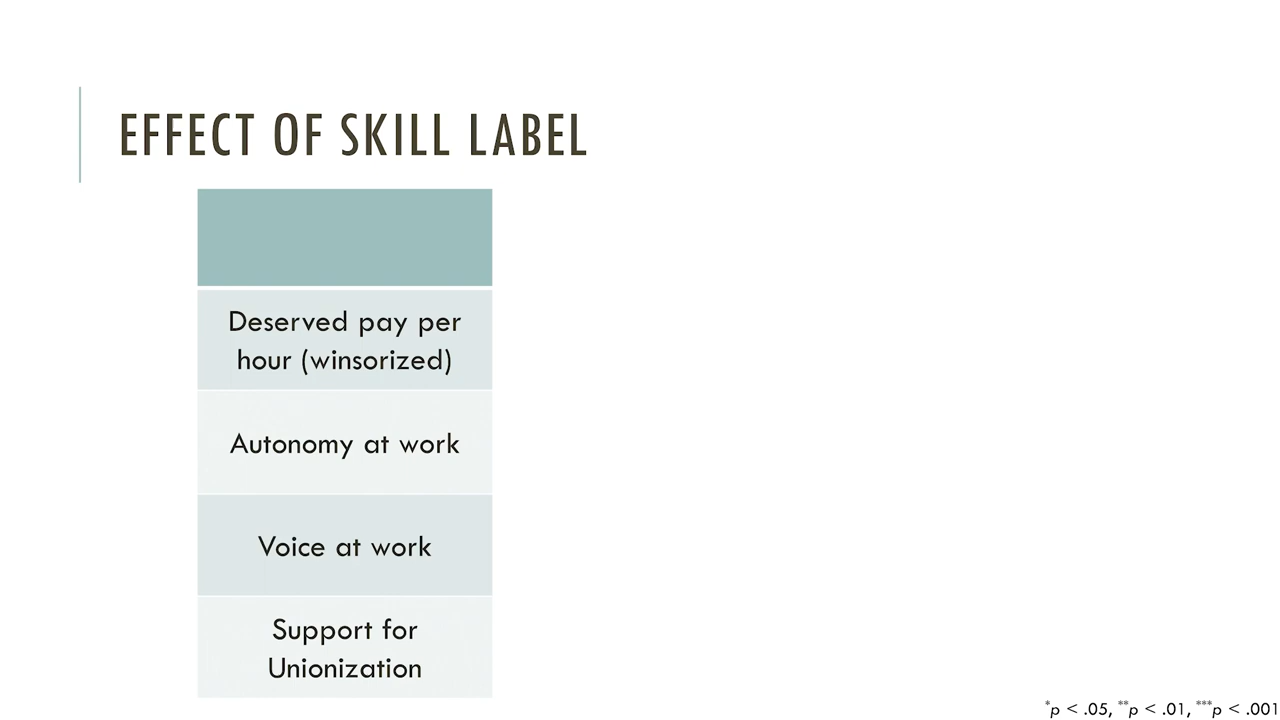 EFFECT OF SKILL LABEL
Deserved pay per
hour (winsorized)
Autonomy at work
Voice at work
Support for
Unionization
*p < .05, **p < .01, ***p < .001